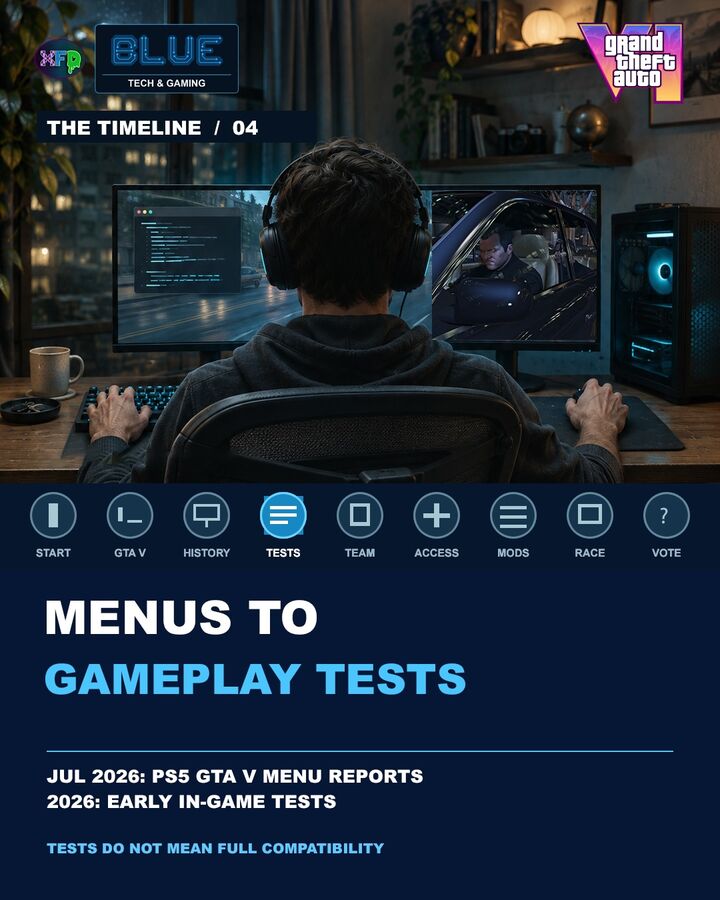 XFD
BLUE
TECH & GAMING
grand
theft
auto
VI
THE TIMELINE / 04
START
GTA V
HISTORY
TESTS
TEAM
ACCESS
MODS
RACE
?
VOTE
MENUS TO
GAMEPLAY TESTS
JUL 2026: PS5 GTA V MENU REPORTS
2026: EARLY IN-GAME TESTS
TESTS DO NOT MEAN FULL COMPATIBILITY